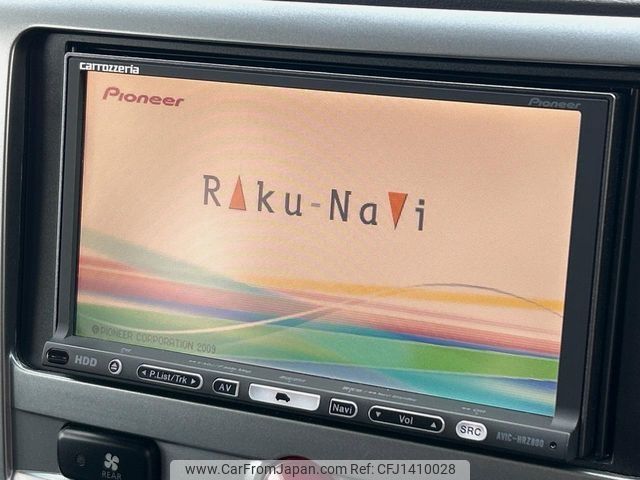 carrozzeria
Pioneer
Pioneer
Raku-Navi
©PIONEER CORPORATION 2009
HDD
P.List/Trk
AV
Navi
Vol
SRC
AVIC-HRZ800
REAR
www.CarFromJapan.com - CFJ1410028